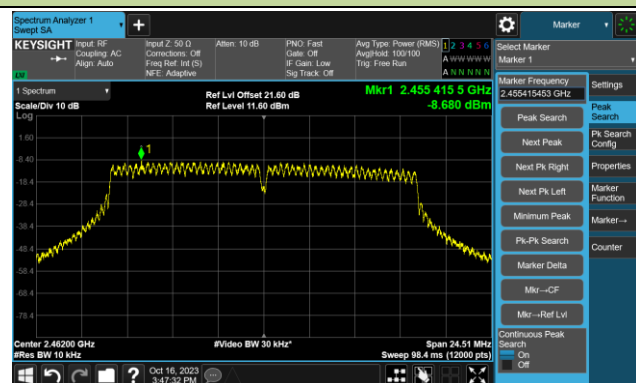 Spectrum Analyzer 1
Swept SA
+
Marker
KEYSIGHT
Input: RF
Coupling: AC
Align: Auto
Input Z: 50 Ω
Corrections: Off
Freq Ref: Int (S)
NFE: Adaptive
Atten: 10 dB
PNO: Fast
Gate: Off
IF Gain: Low
Sig Track: Off
Avg Type: Power (RMS)
Avg|Hold: 100/100
Trig: Free Run
1 2 3 4 5 6
A W W W W W
A N N N N N
Select Marker
Marker 1
LW
1 Spectrum
Scale/Div 10 dB
Log
Ref Lvl Offset 21.60 dB
Ref Level 11.60 dBm
Mkr1 2.455 415 5 GHz
-8.680 dBm
1.60
-8.40
-18.4
-28.4
-38.4
-48.4
-58.4
-68.4
-78.4
1
Marker Frequency
2.455415453 GHz
Peak Search
Next Peak
Next Pk Right
Next Pk Left
Minimum Peak
Pk-Pk Search
Marker Delta
Mkr→CF
Mkr→Ref Lvl
Continuous Peak
Search
On
Off
Settings
Peak
Search
Pk Search
Config
Properties
Marker
Function
Marker→
Counter
Center 2.46200 GHz
#Res BW 10 kHz
#Video BW 30 kHz*
Span 24.51 MHz
Sweep 98.4 ms (12000 pts)
?
Oct 16, 2023
3:47:32 PM